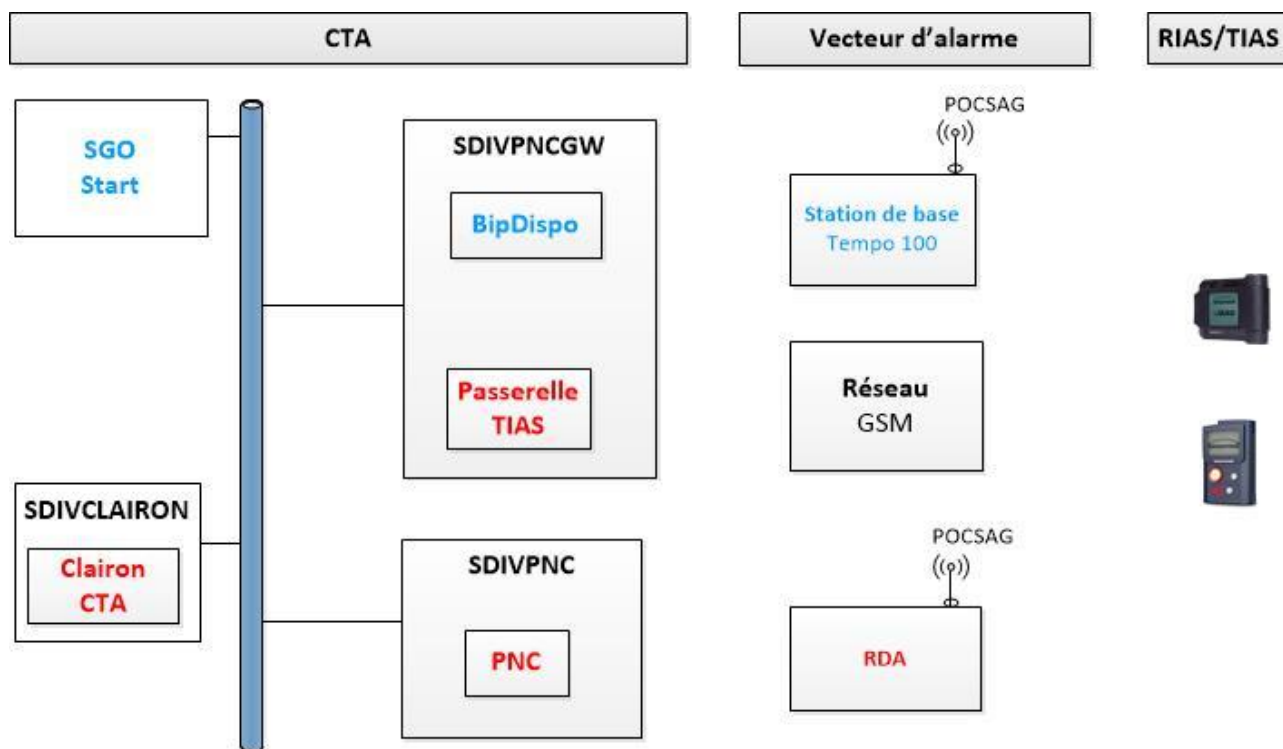 CTA
Vecteur d'alarme
RIAS/TIAS
SGO
Start
SDIVPNCGW
BipDispo
Passerelle
TIAS
SDIVCLAIRON
Clairon
CTA
SDIVPNC
PNC
POCSAG
Station de base
Tempo 100
Réseau
GSM
POCSAG
RDA